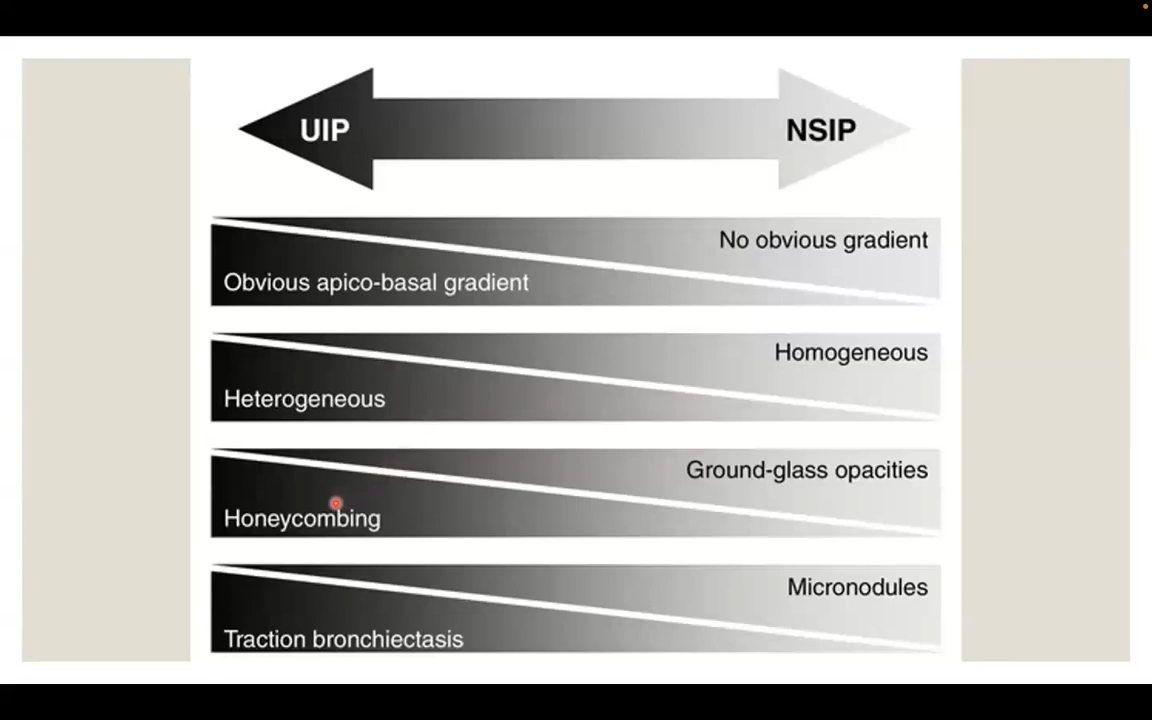 UIP
NSIP
No obvious gradient
Obvious apico-basal gradient
Homogeneous
Heterogeneous
Ground-glass opacities
Honeycombing
Micronodules
Traction bronchiectasis